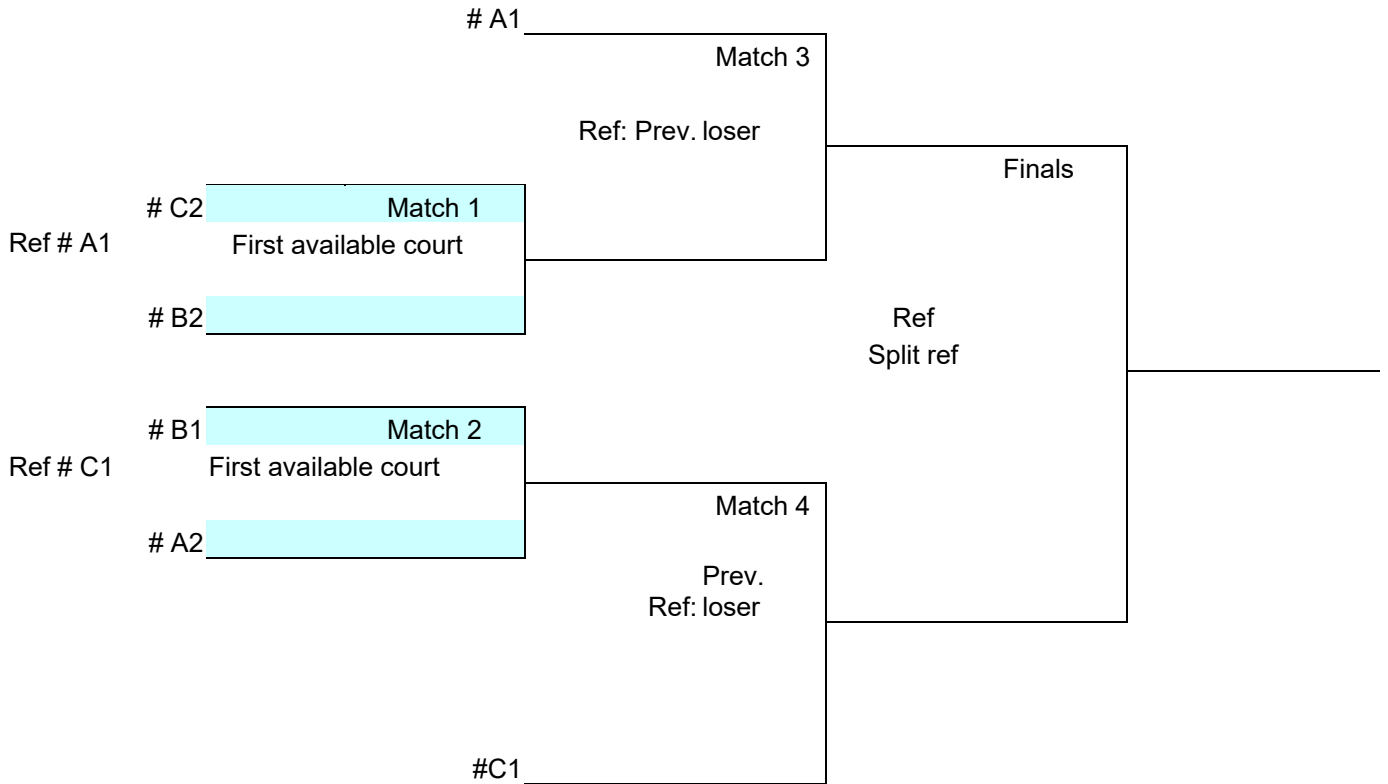 # A1
Match 3
Ref: Prev. loser
Finals
# C2
Match 1
Ref # A1
First available court
# B2
Ref
Split ref
# B1
Match 2
Ref # C1
First available court
Match 4
# A2
Prev.
Ref: loser
#C1